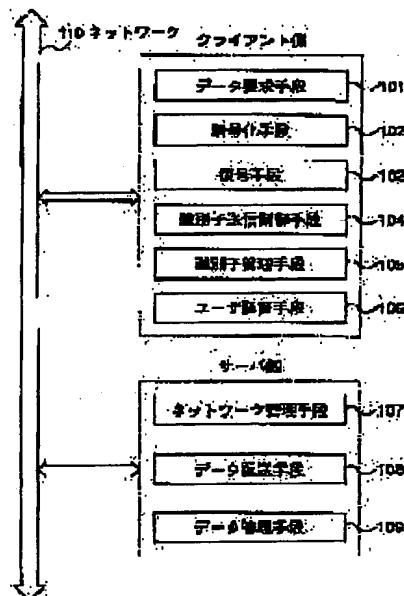 110 ネットワーク
クライアント側
データ要求手段
101
暗号化手段
102
復号手段
103
識別子送信制御手段
104
識別子管理手段
105
ユーザ認証手段
106
サーバ側
ネットワーク管理手段
107
データ
手段
108
データ管理手段
109